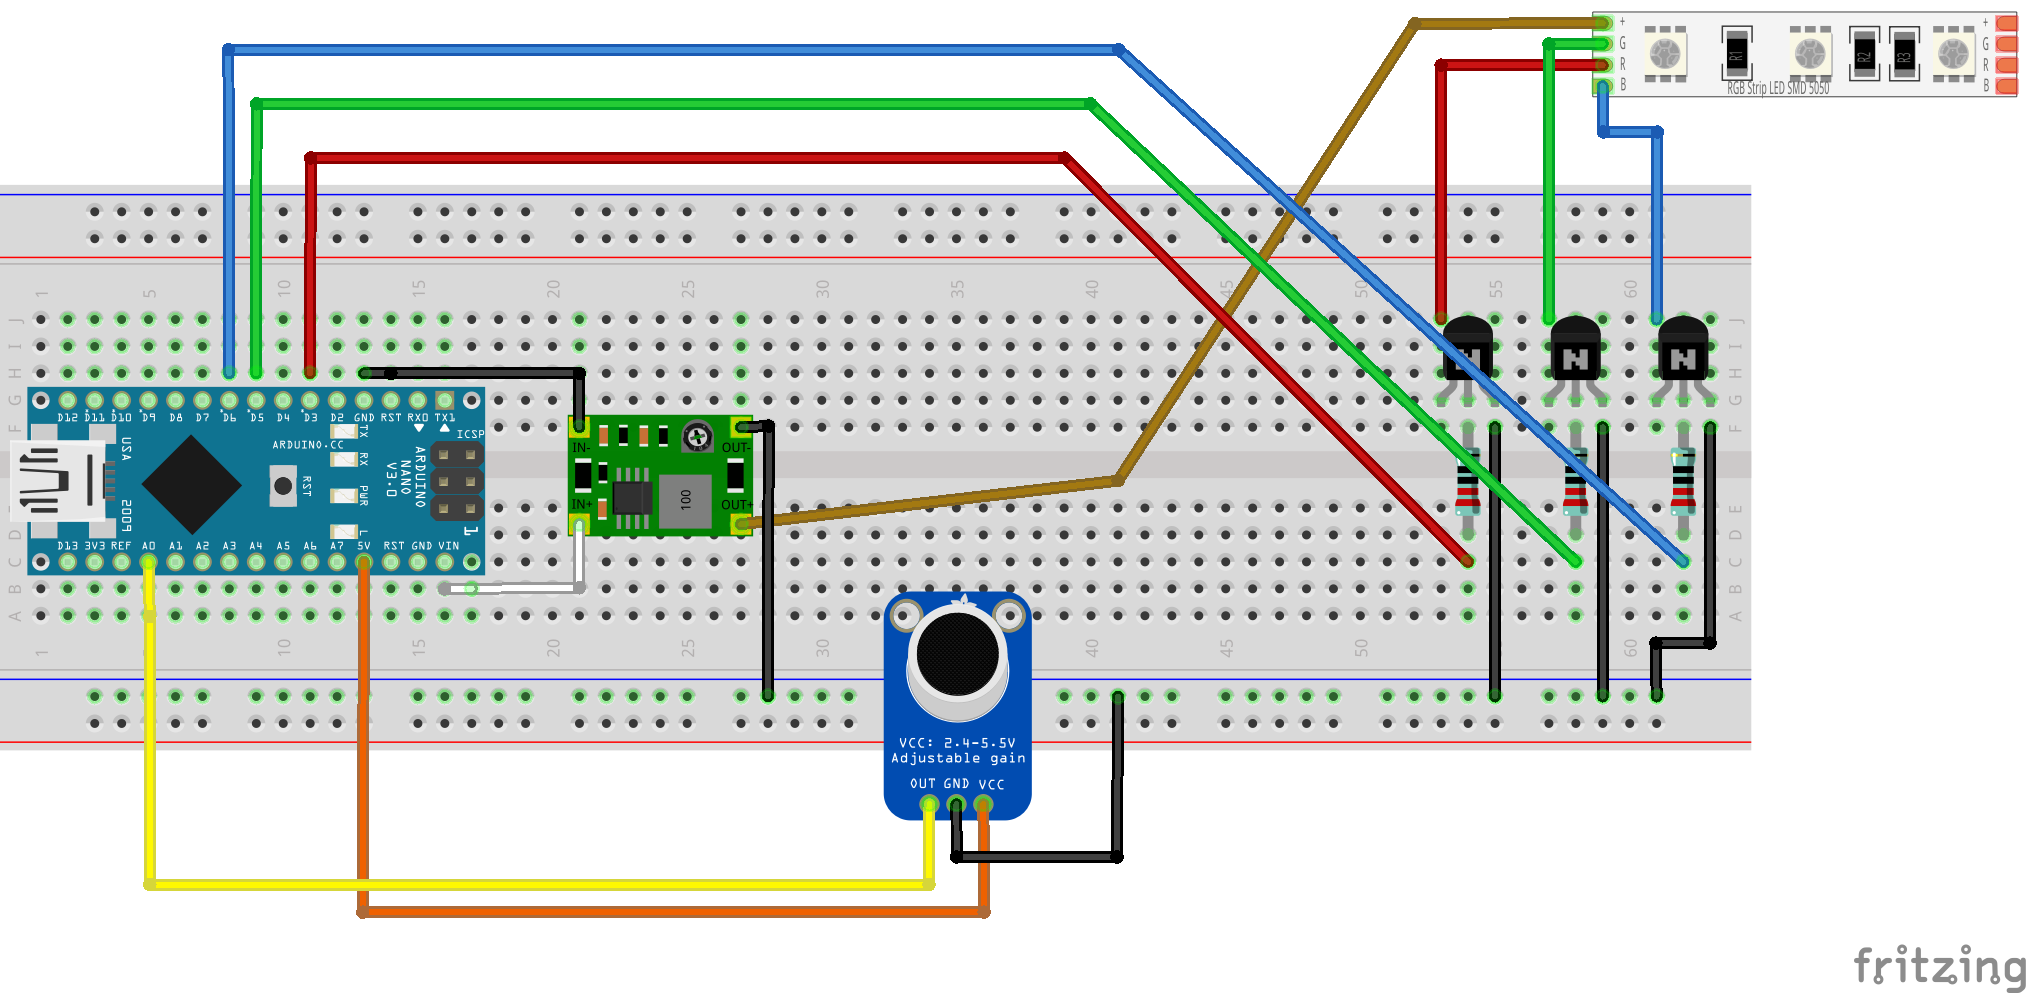 +
G
R
B
R1
R2
R3
+
G
R
B
RGB Strip LED SMD 5050
1
5
10
15
20
25
30
35
40
45
50
55
60
J
I
H
G
F
E
D
C
B
A
J
I
H
G
F
E
D
C
B
A
D12
D11
D10
D9
D8
D7
D6
D5
D4
D3
D2
GND
RST
RX0
TX1
ICSP
1
ARDUINO.CC
USA
2009
RST
TX
RX
PWR
L
ARDUINO
NANO
V3.0
D13
3V3
REF
A0
A1
A2
A3
A4
A5
A6
A7
5V
RST
GND
VIN
IN-
OUT-
IN+
OUT+
100
N
N
N
1
10
15
20
25
30
40
45
50
60
VCC: 2.4-5.5V
Adjustable gain
OUT GND VCC
fritzing